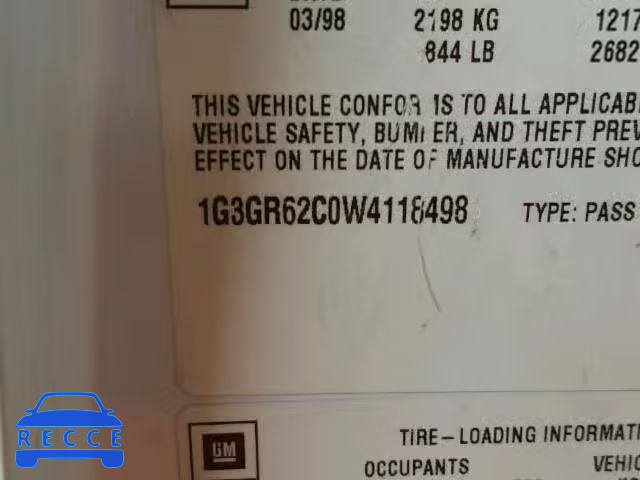 03/98 2198 KG 1217
844 LB 2682
THIS VEHICLE CONFOR IS TO ALL APPLICAB
VEHICLE SAFETY, BUM ER, AND THEFT PREV
EFFECT ON THE DATE OF MANUFACTURE SHO
1G3GR62C0W4118498 TYPE: PASS
GM
TIRE-LOADING INFORMATI
OCCUPANTS VEHIC
RECCE